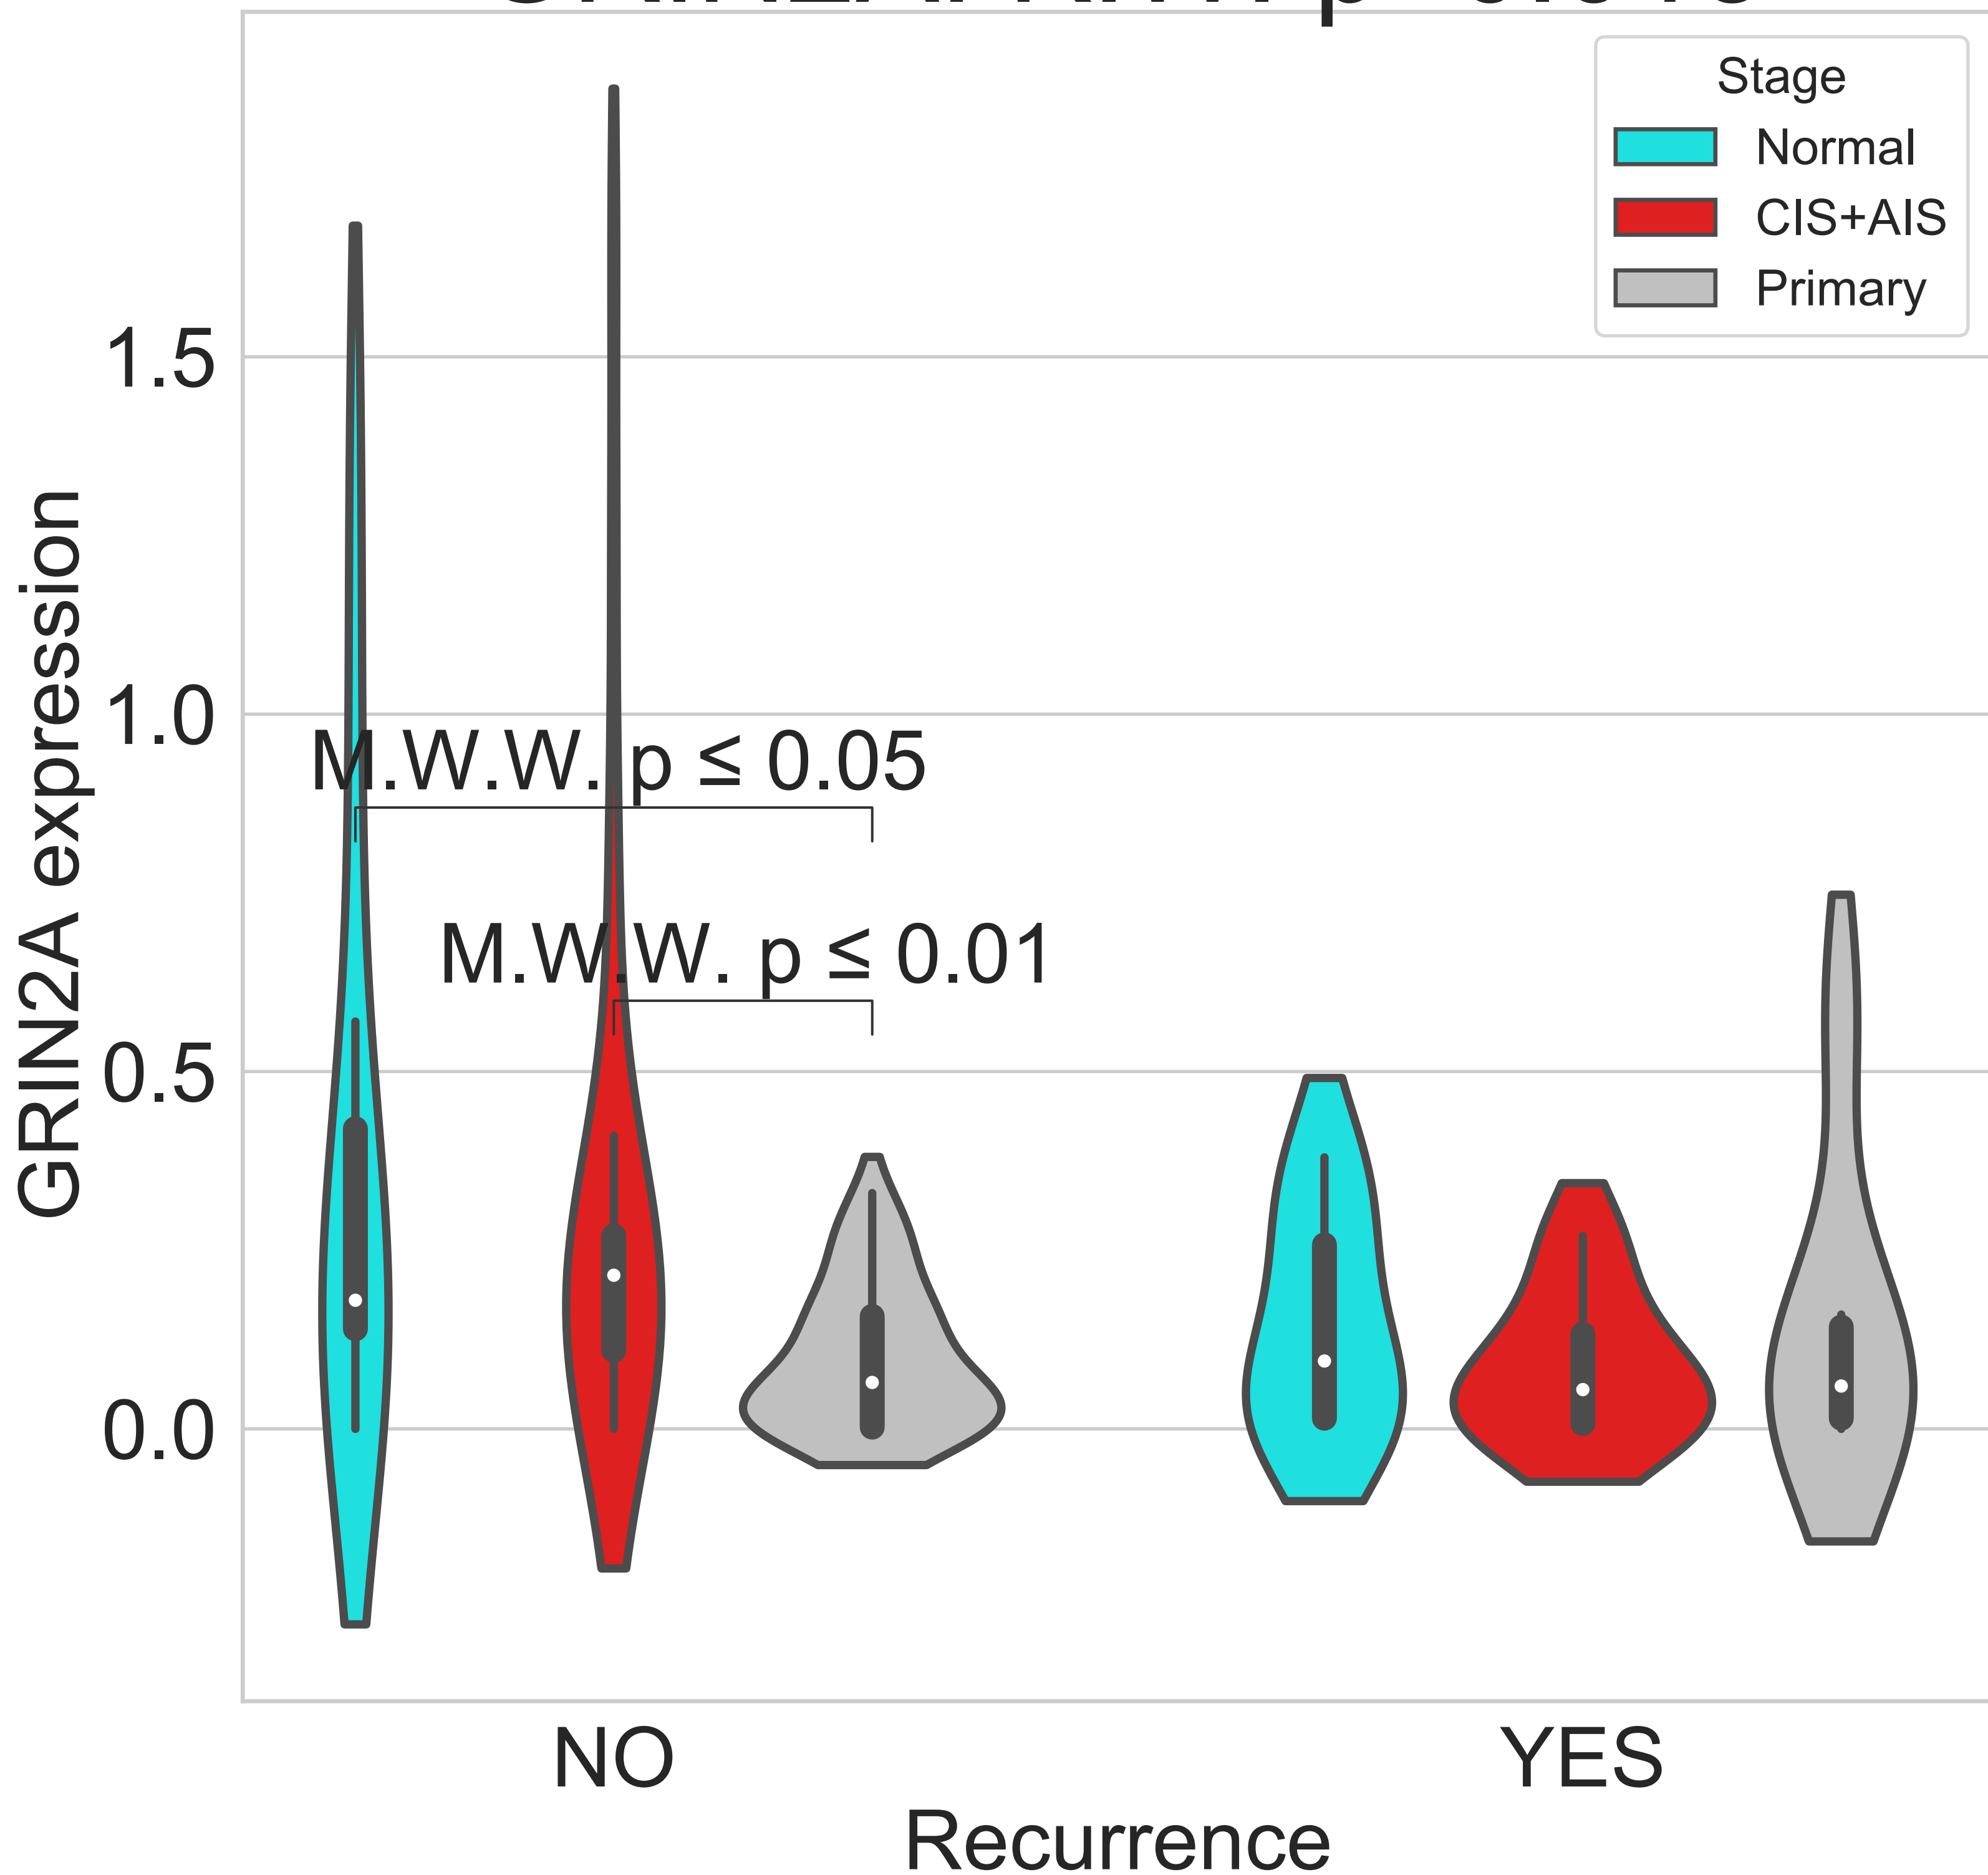 Stage
Normal
CIS+AIS
Primary
1.5
1.0
0.5
0.0
GRIN2A expression
M.W.W. p ≤ 0.05
M.W.W. p ≤ 0.01
NO
YES
Recurrence